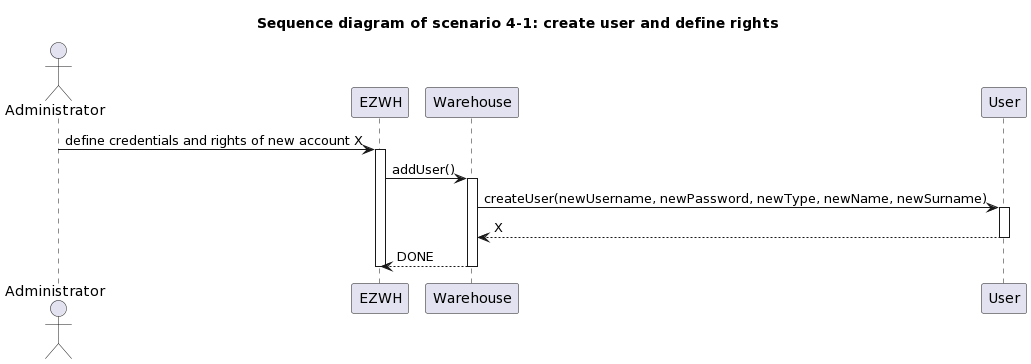 Sequence diagram of scenario 4-1: create user and define rights
Administrator
EZWH
Warehouse
User
define credentials and rights of new account X
addUser()
createUser(newUsername, newPassword, newType, newName, newSurname)
X
DONE
Administrator
EZWH
Warehouse
User